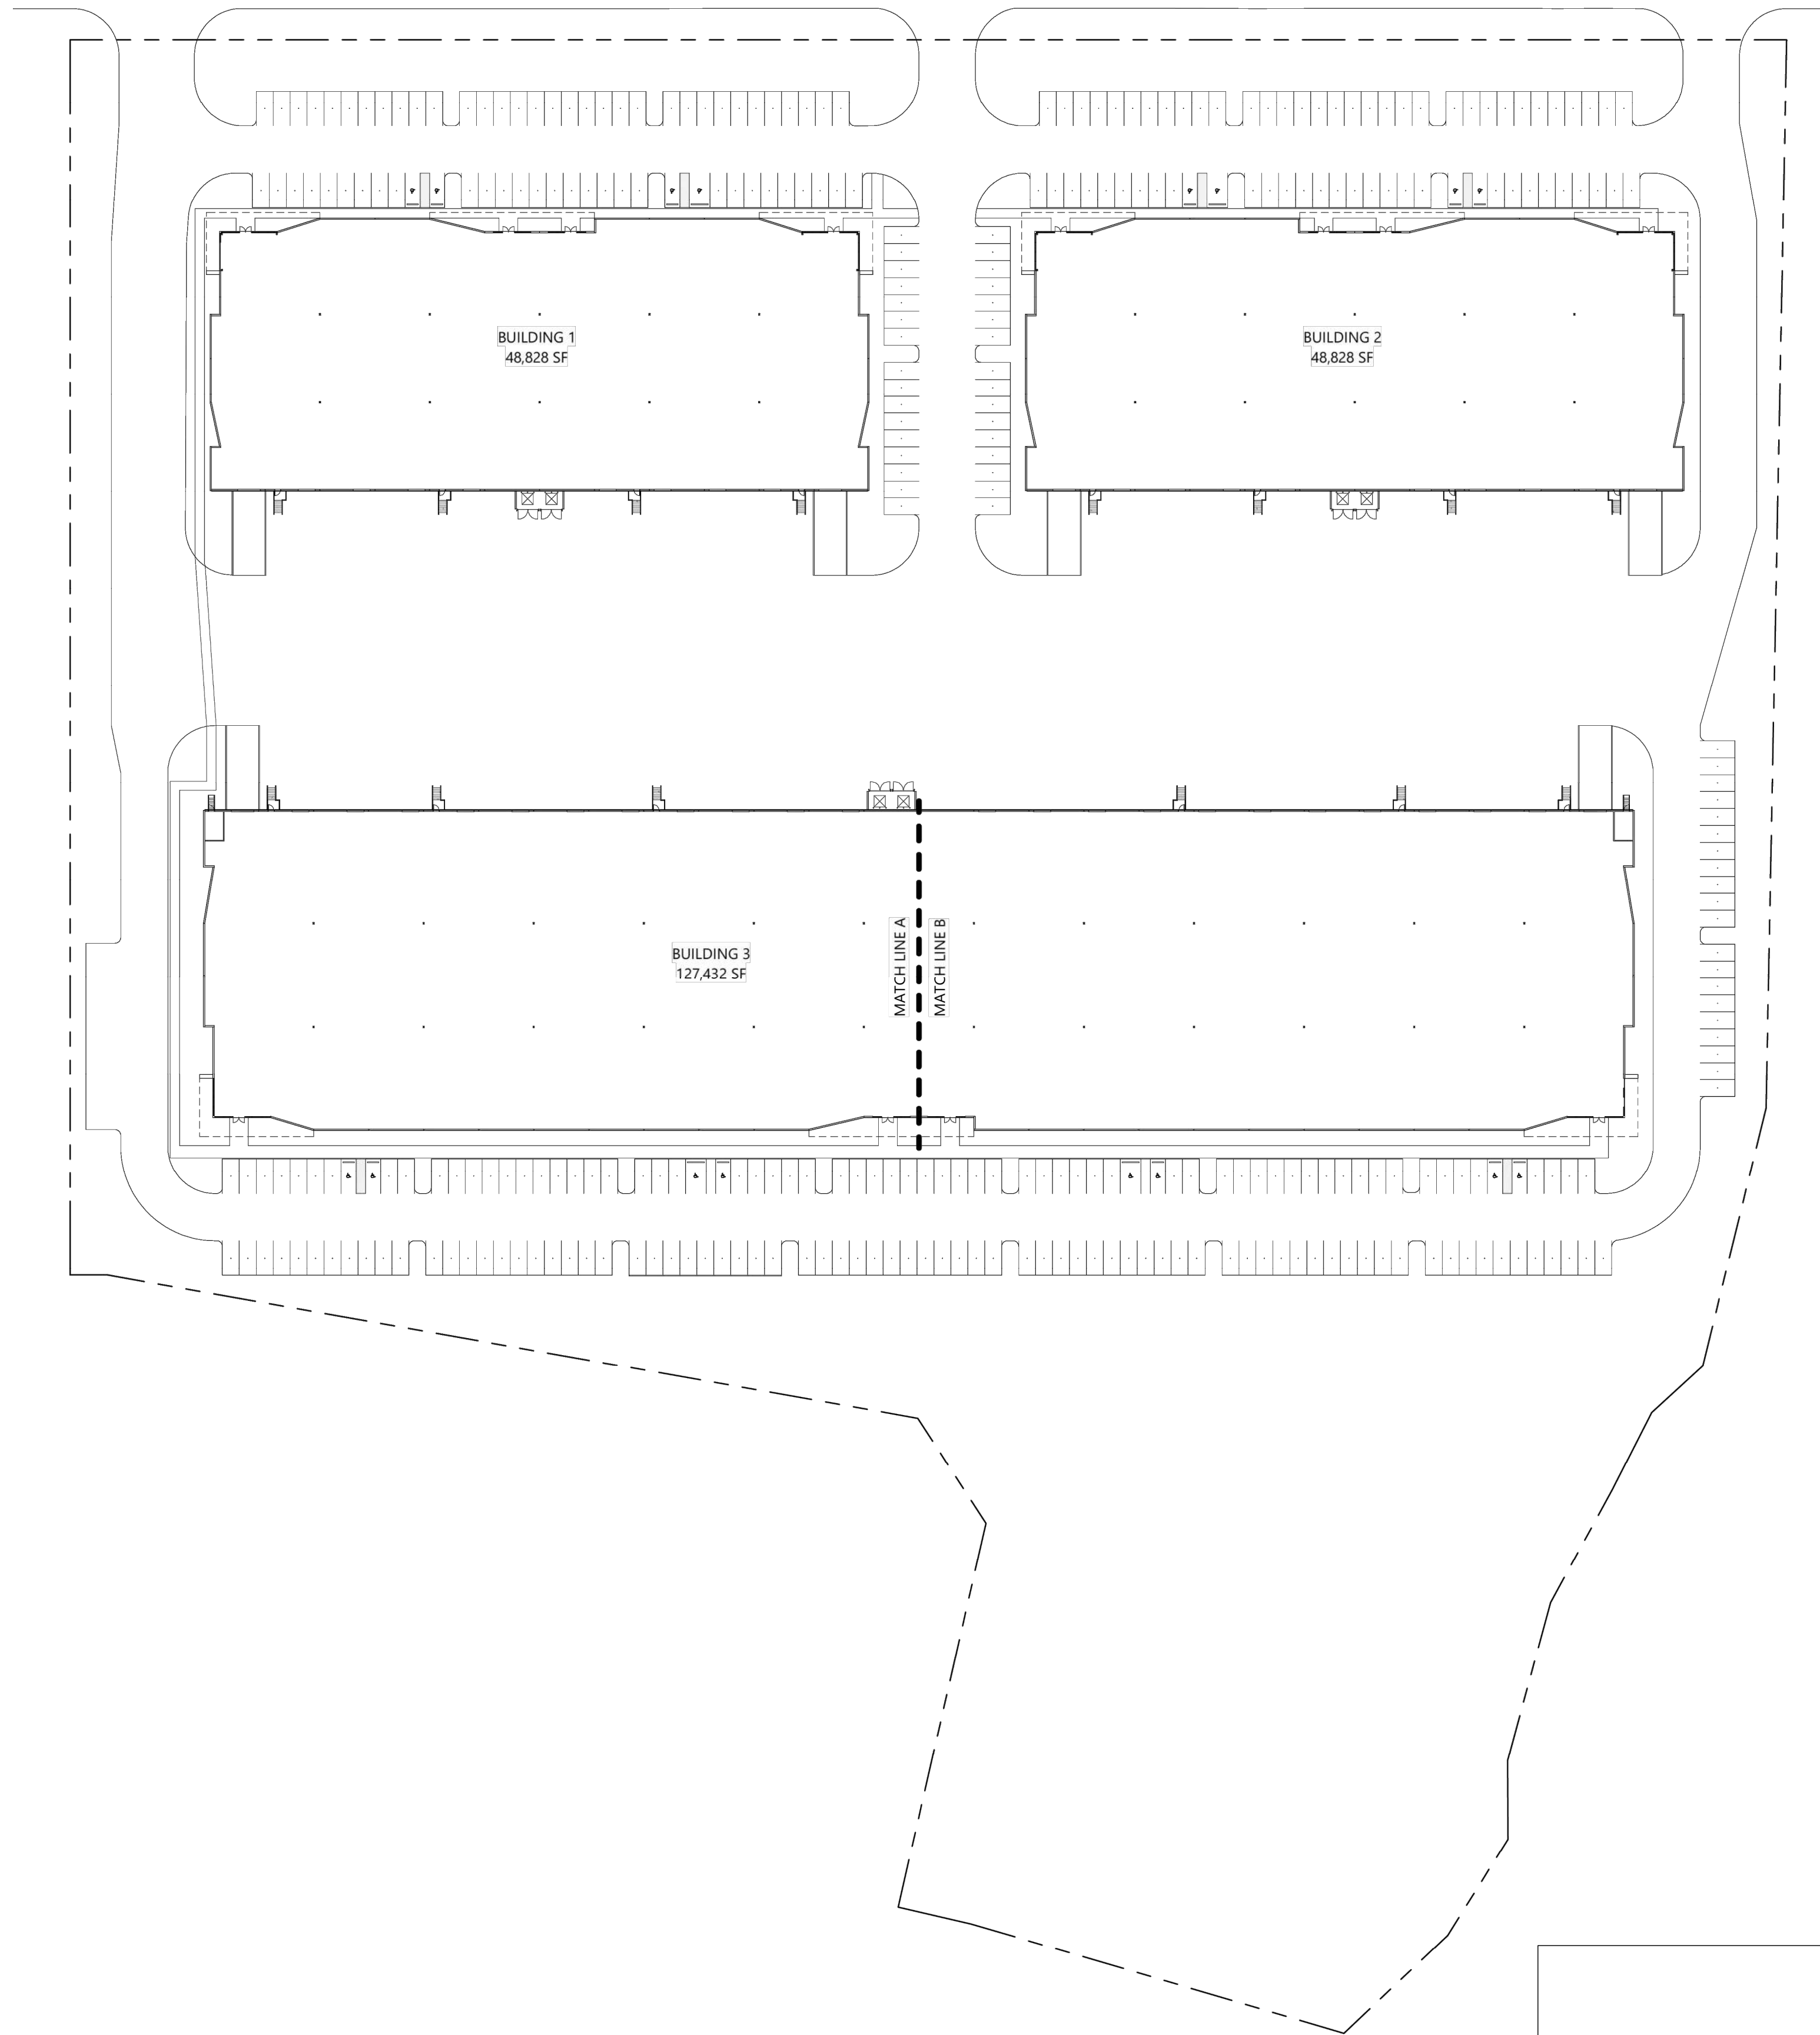 BUILDING 1
48,828 SF
BUILDING 2
48,828 SF
BUILDING 3
127,432 SF
MATCH LINE A
MATCH LINE B